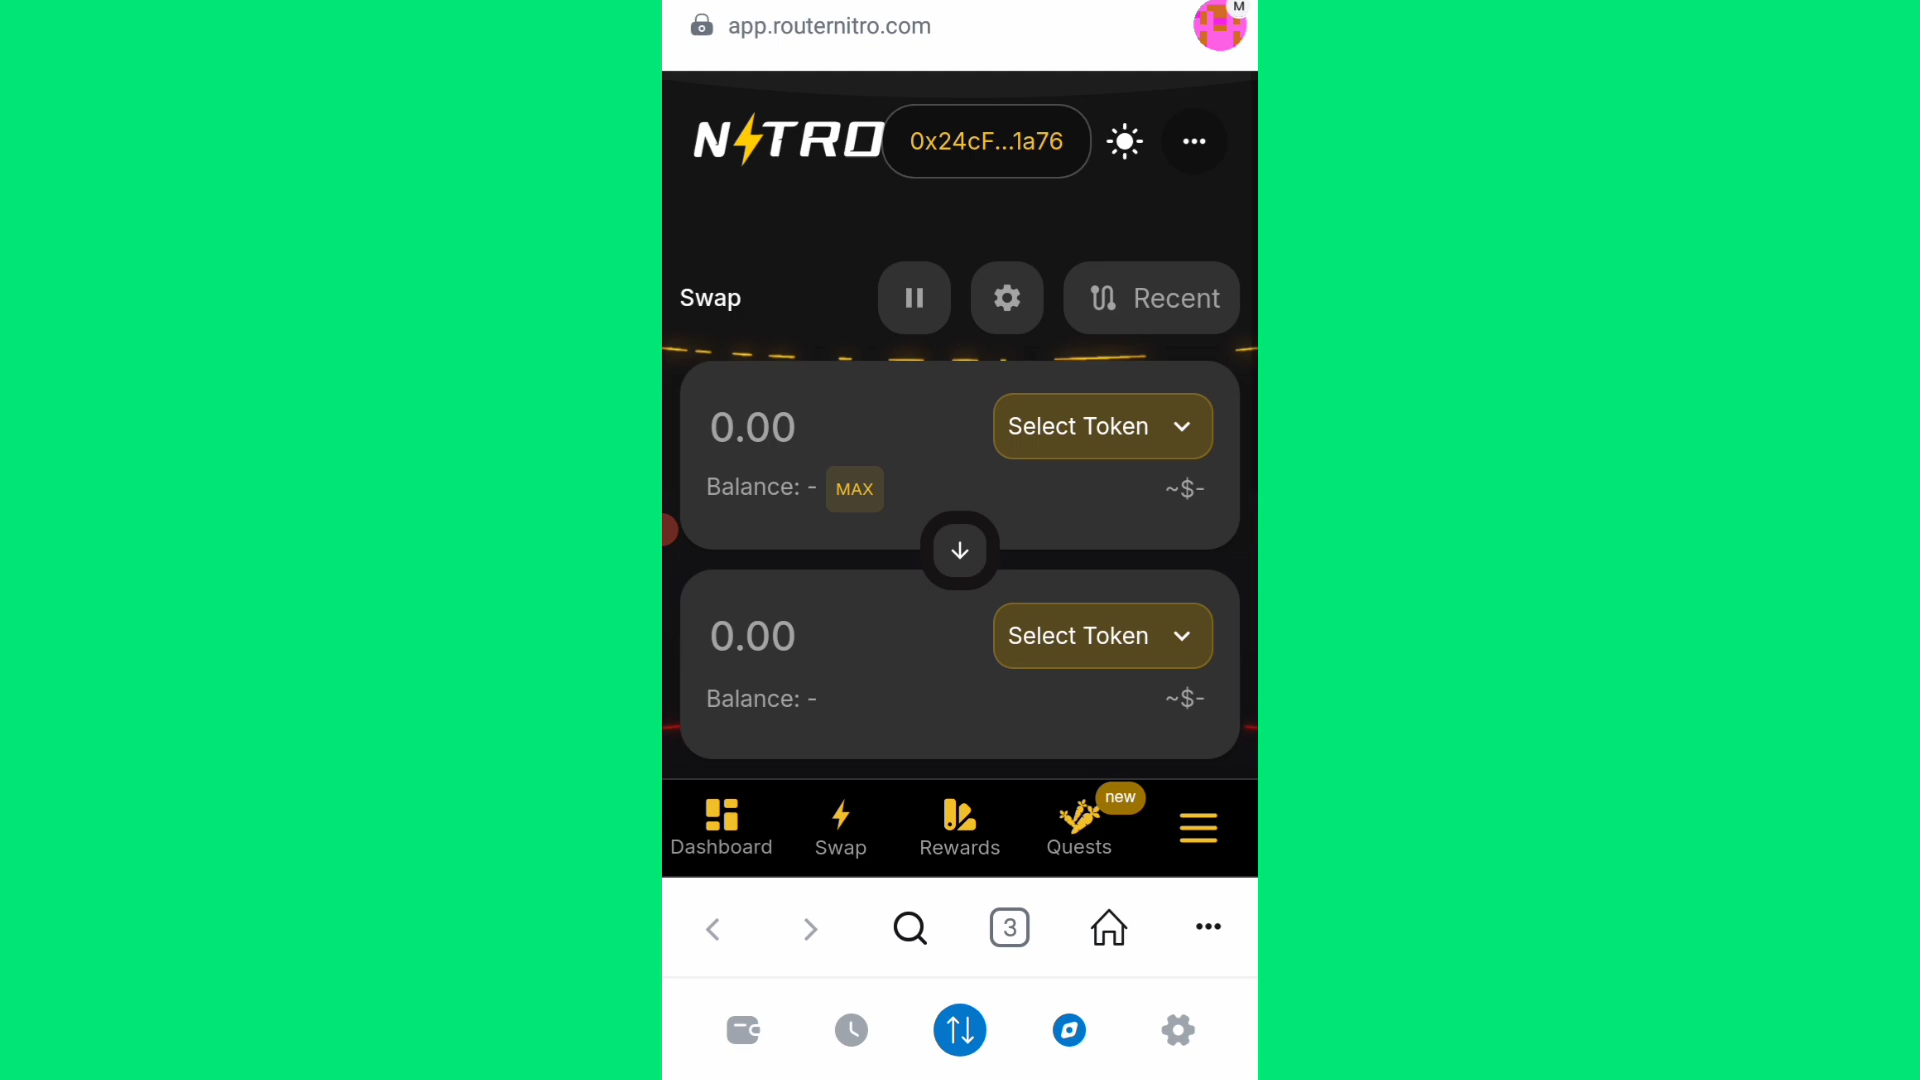 app.routernitro.com
M
NITRO
0x24cF...1a76
Swap
Recent
0.00
Select Token
Balance: -
MAX
~$-
0.00
Select Token
Balance: -
~$-
new
Dashboard
Swap
Rewards
Quests
3